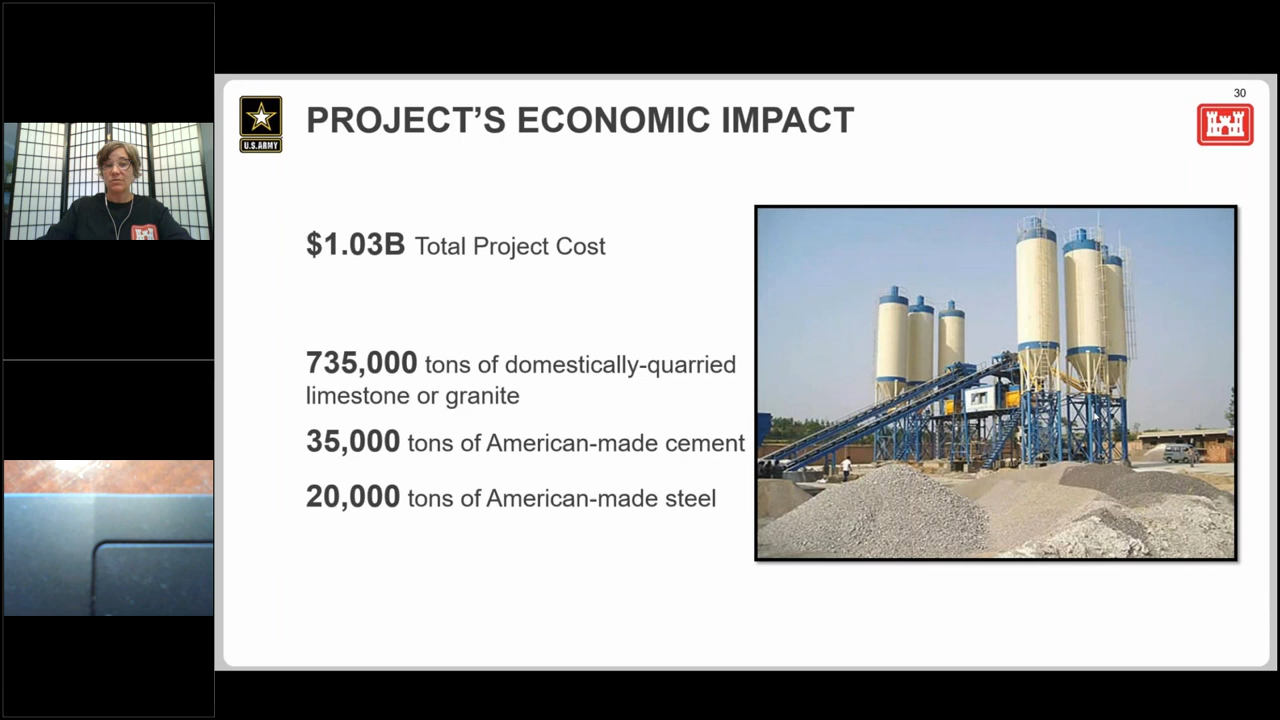 30
PROJECT'S ECONOMIC IMPACT
U.S.ARMY
$1.03B Total Project Cost
735,000 tons of domestically-quarried
limestone or granite
35,000 tons of American-made cement
20,000 tons of American-made steel